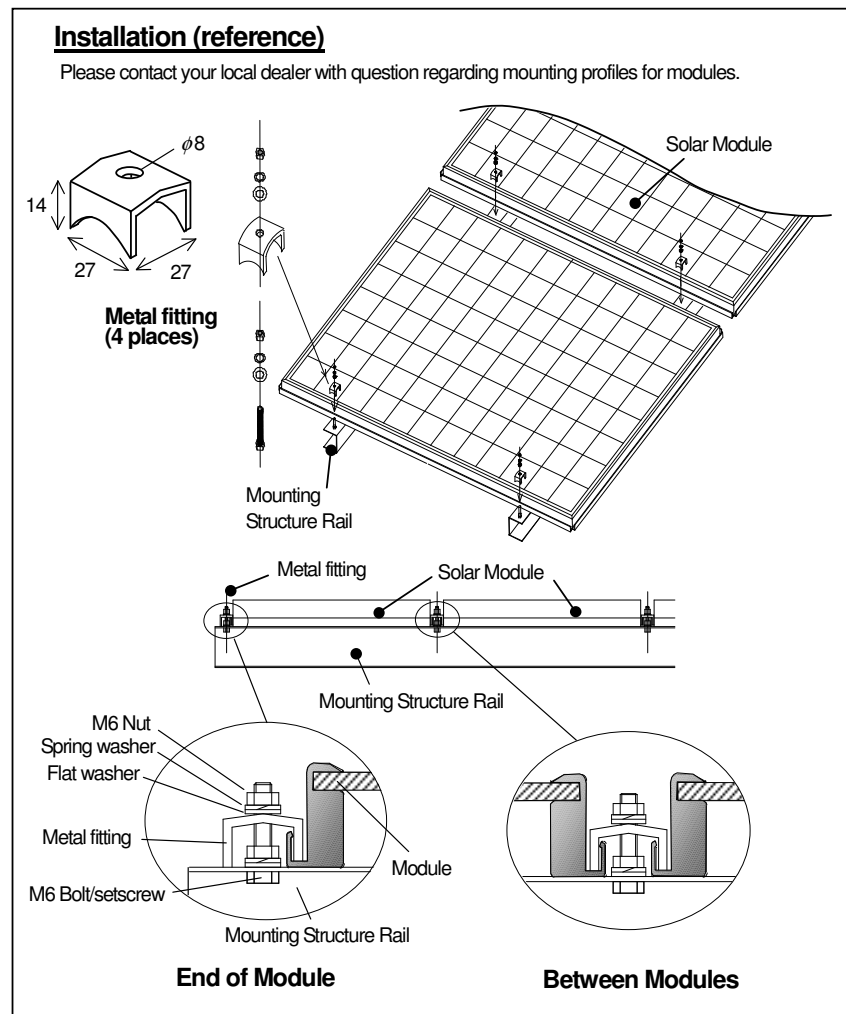 Installation (reference)
Please contact your local dealer with question regarding mounting profiles for modules.
ϕ8
14
27
27
Metal fitting
(4 places)
Solar Module
Mounting
Structure Rail
Metal fitting
Solar Module
Mounting Structure Rail
M6 Nut
Spring washer
Flat washer
Metal fitting
Module
M6 Bolt/setscrew
Mounting Structure Rail
End of Module
Between Modules